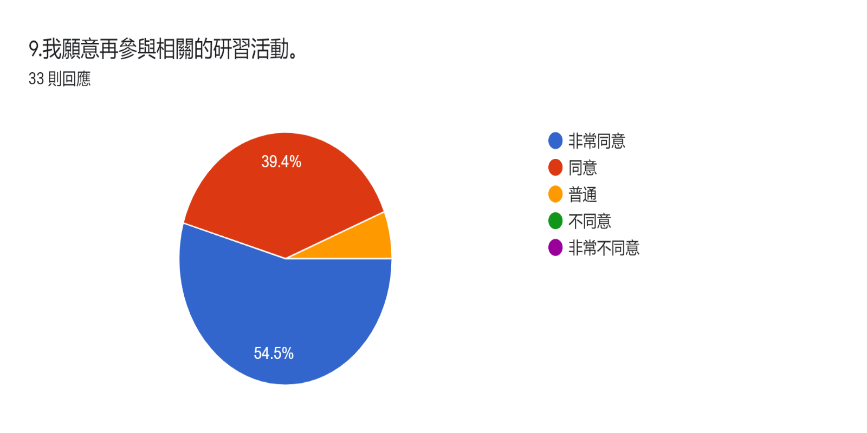 9.我願意再參與相關的研習活動。
33 則回應
非常同意
同意
普通
不同意
非常不同意
39.4%
54.5%